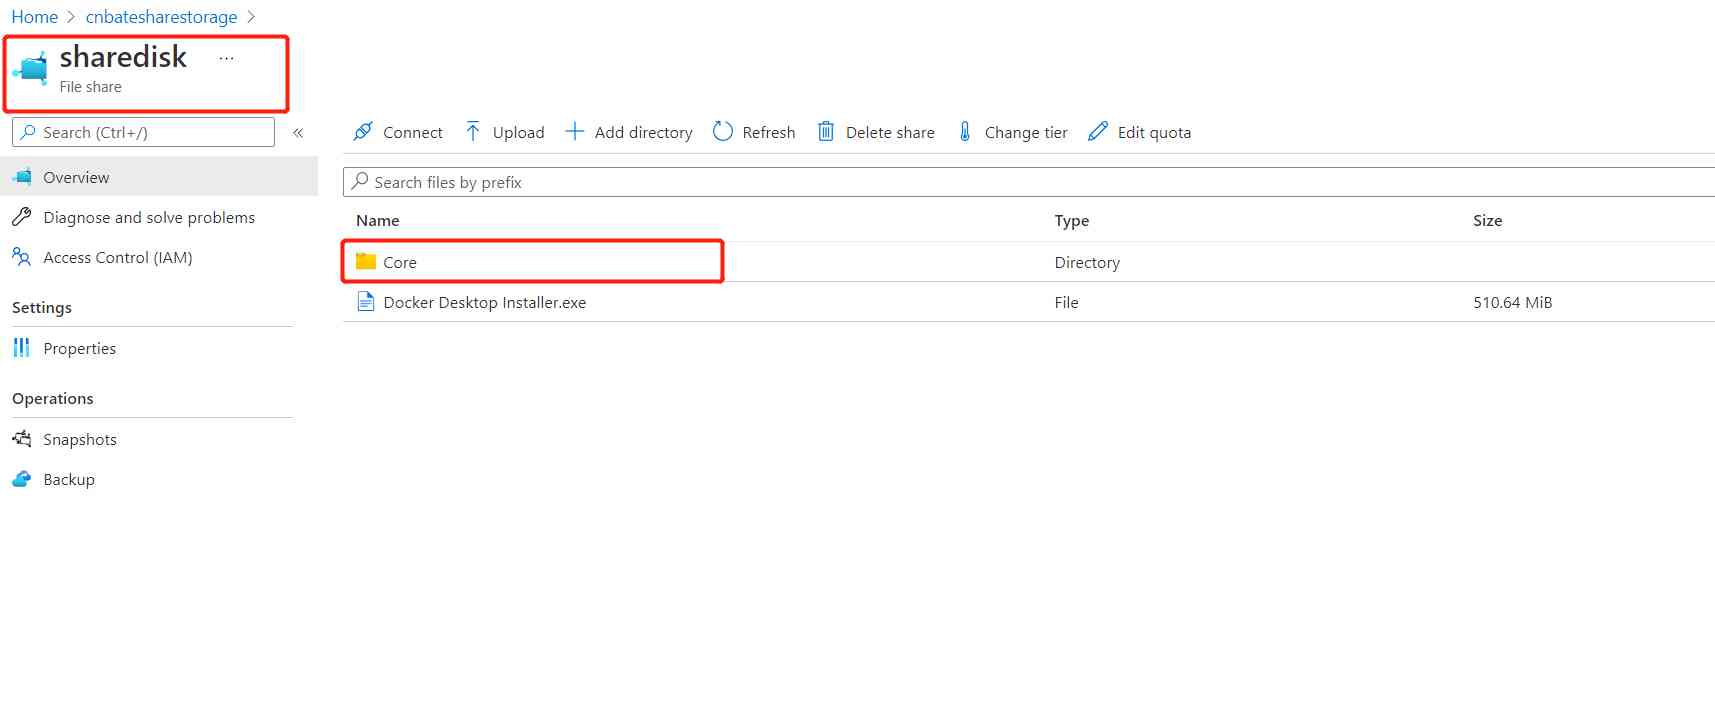 Home > cnbatesharestorage >
sharedisk ...
File share
Search (Ctrl+/) «
Connect Upload Add directory Refresh Delete share Change tier Edit quota
Overview
Search files by prefix
Diagnose and solve problems
Name Type Size
Access Control (IAM)
Core Directory
Settings
Docker Desktop Installer.exe File 510.64 MiB
Properties
Operations
Snapshots
Backup